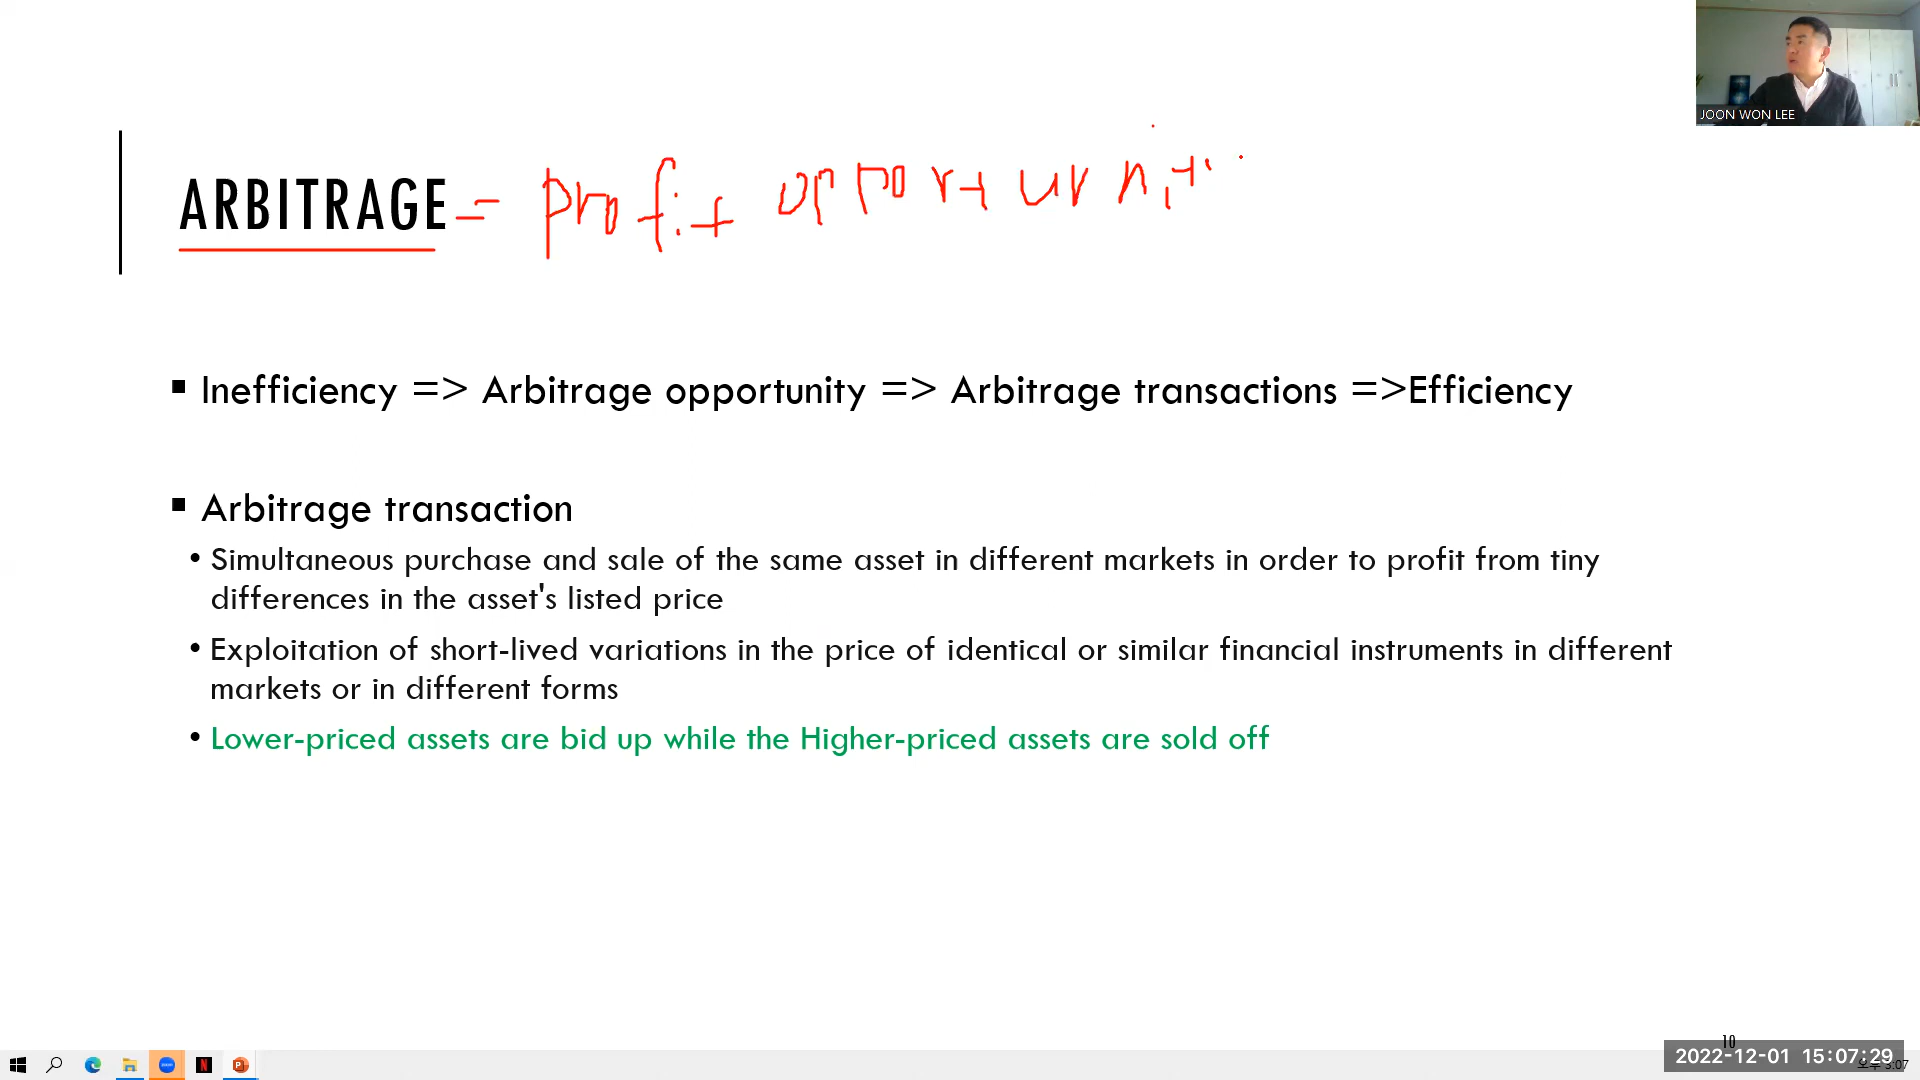 JOON WON LEE
ARBITRAGE = profit opportunity
▪ Inefficiency => Arbitrage opportunity => Arbitrage transactions =>Efficiency
▪ Arbitrage transaction
• Simultaneous purchase and sale of the same asset in different markets in order to profit from tiny
differences in the asset's listed price
• Exploitation of short-lived variations in the price of identical or similar financial instruments in different
markets or in different forms
• Lower-priced assets are bid up while the Higher-priced assets are sold off
10
2022-12-01 15:07:29